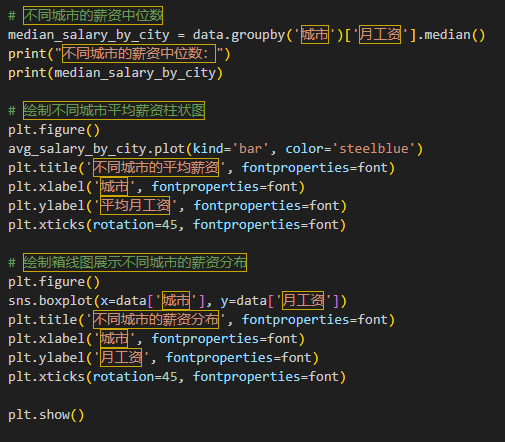 # 不同城市的薪资中位数
median_salary_by_city = data.groupby('城市')['月工资'].median()
print("不同城市的薪资中位数：")
print(median_salary_by_city)
# 绘制不同城市平均薪资柱状图
plt.figure()
avg_salary_by_city.plot(kind='bar', color='steelblue')
plt.title('不同城市的平均薪资', fontproperties=font)
plt.xlabel('城市', fontproperties=font)
plt.ylabel('平均月工资', fontproperties=font)
plt.xticks(rotation=45, fontproperties=font)
# 绘制箱线图展示不同城市的薪资分布
plt.figure()
sns.boxplot(x=data['城市'], y=data['月工资'])
plt.title('不同城市的薪资分布', fontproperties=font)
plt.xlabel('城市', fontproperties=font)
plt.ylabel('月工资', fontproperties=font)
plt.xticks(rotation=45, fontproperties=font)
plt.show()